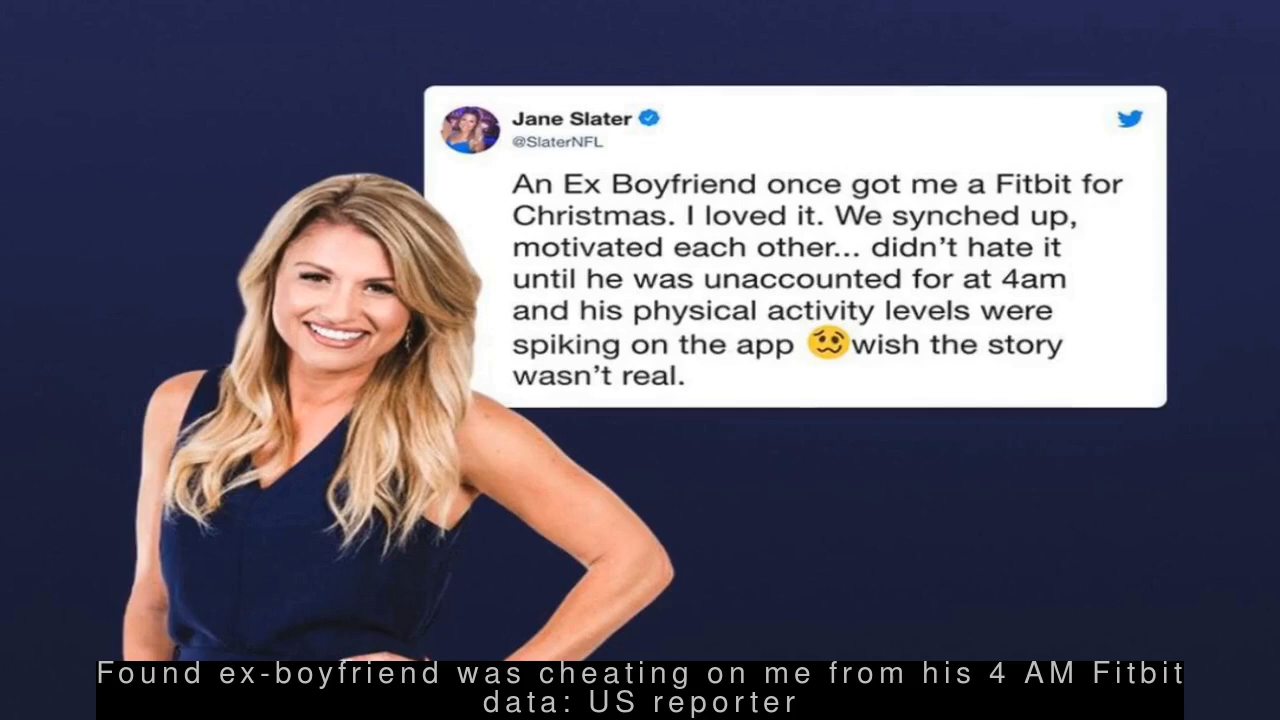 Jane Slater
@SlaterNFL
An Ex Boyfriend once got me a Fitbit for
Christmas. I loved it. We synched up,
motivated each other... didn't hate it
until he was unaccounted for at 4am
and his physical activity levels were
spiking on the app 🥴wish the story
wasn't real.
Found ex-boyfriend was cheating on me from his 4 AM Fitbit
data: US reporter